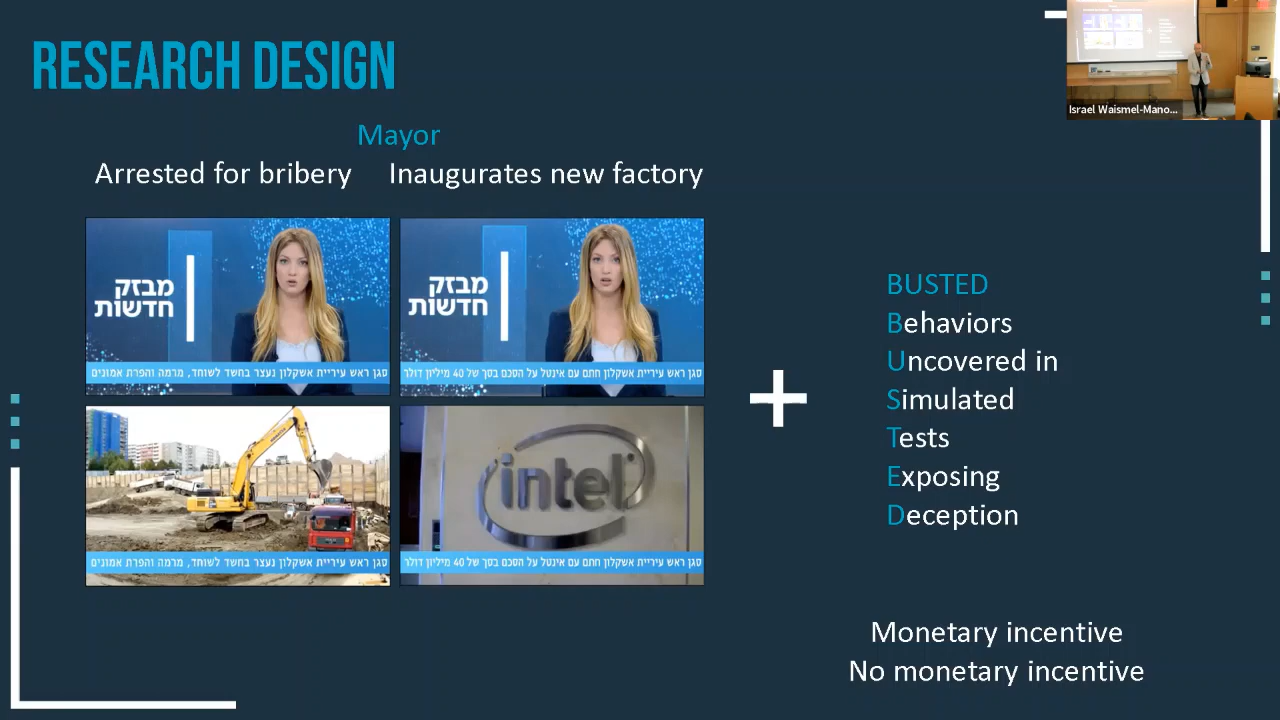 RESEARCH DESIGN
Israel Waismel-Mano...
Mayor
Arrested for bribery
Inaugurates new factory
מבזק
חדשות
סגן ראש עיריית אשקלון נעצר בחשד לשוחד, מרמה והפרת אמונים
מבזק
חדשות
סגן ראש עיריית אשקלון חתם עם אינטל על הסכם בסך של 40 מיליון דולר
סגן ראש עיריית אשקלון נעצר בחשד לשוחד, מרמה והפרת אמונים
intel
סגן ראש עיריית אשקלון חתם עם אינטל על הסכם בסך של 40 מיליון דולר
+
BUSTED
Behaviors
Uncovered in
Simulated
Tests
Exposing
Deception
Monetary incentive
No monetary incentive